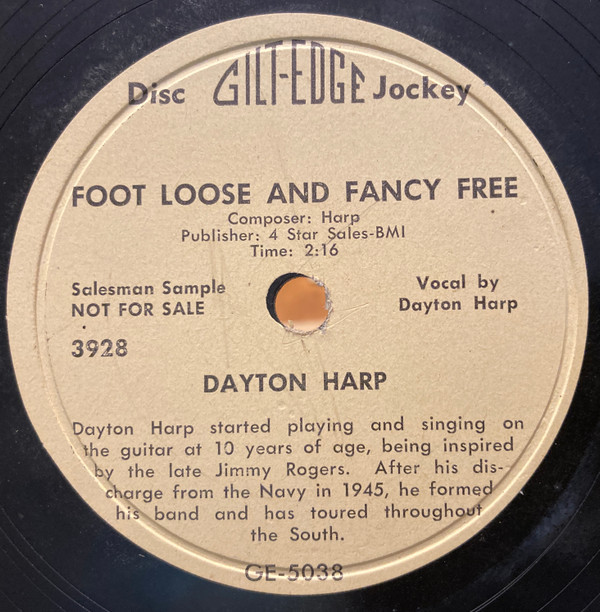 Disc GILT-EDGE Jockey
FOOT LOOSE AND FANCY FREE
Composer: Harp
Publisher: 4 Star Sales-BMI
Time: 2:16
Salesman Sample
NOT FOR SALE
3928
Vocal by
Dayton Harp
DAYTON HARP
Dayton Harp started playing and singing on
the guitar at 10 years of age, being inspired
by the late Jimmy Rogers. After his dis-
charge from the Navy in 1945, he formed
his band and has toured throughout
the South.
GE-5038